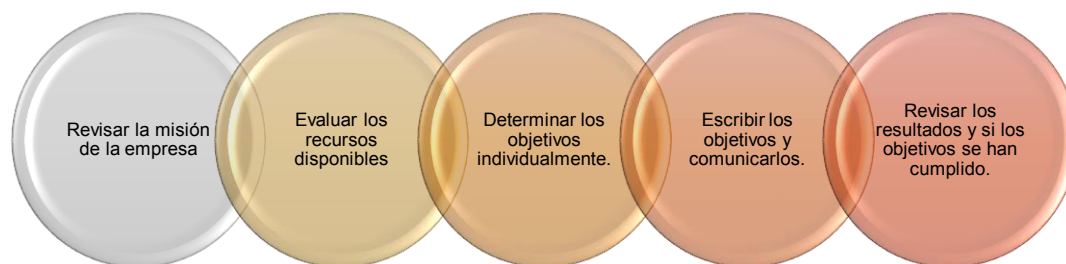 Revisar la misión
de la empresa
Evaluar los
recursos
disponibles
Determinar los
objetivos
individualmente.
Escribir los
objetivos y
comunicarlos.
Revisar los
resultados y si los
objetivos se han
cumplido.